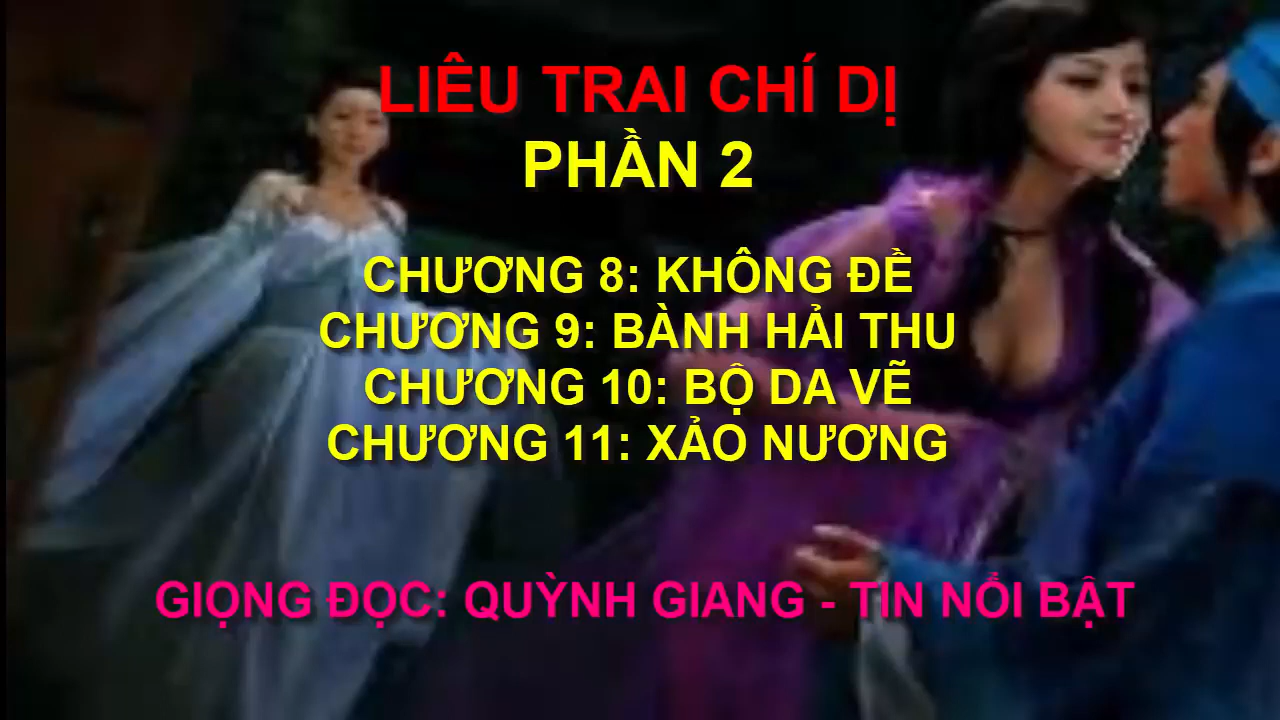 LIÊU TRAI CHÍ DỊ
PHẦN 2
CHƯƠNG 8: KHÔNG ĐỀ
CHƯƠNG 9: BÀNH HẢI THU
CHƯƠNG 10: BỘ DA VẼ
CHƯƠNG 11: XẢO NƯƠNG
GIỌNG ĐỌC: QUỲNH GIANG - TIN NỔI BẬT